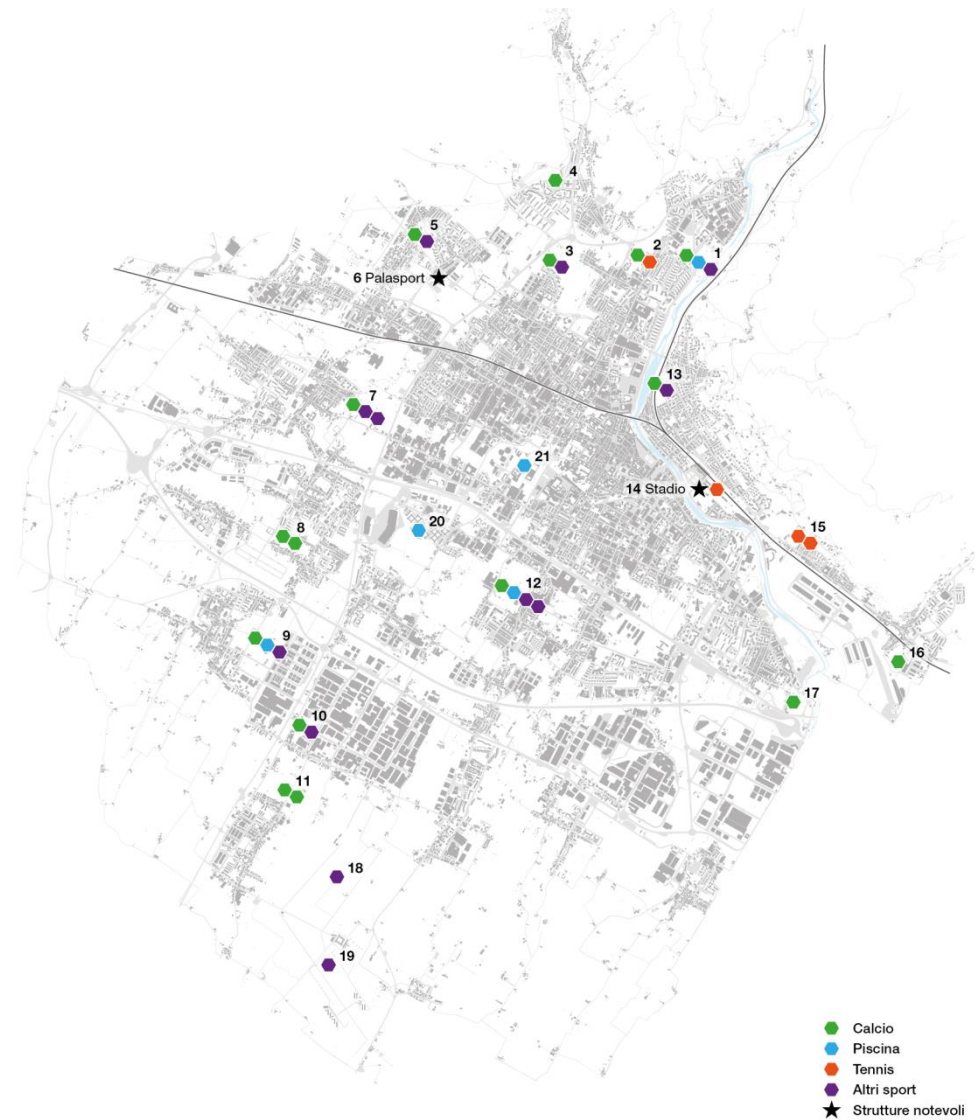 4
5
2
1
3
6 Palasport
13
7
21
14 Stadio
20
8
15
12
9
16
17
10
11
18
19
Calcio
Piscina
Tennis
Altri sport
Strutture notevoli